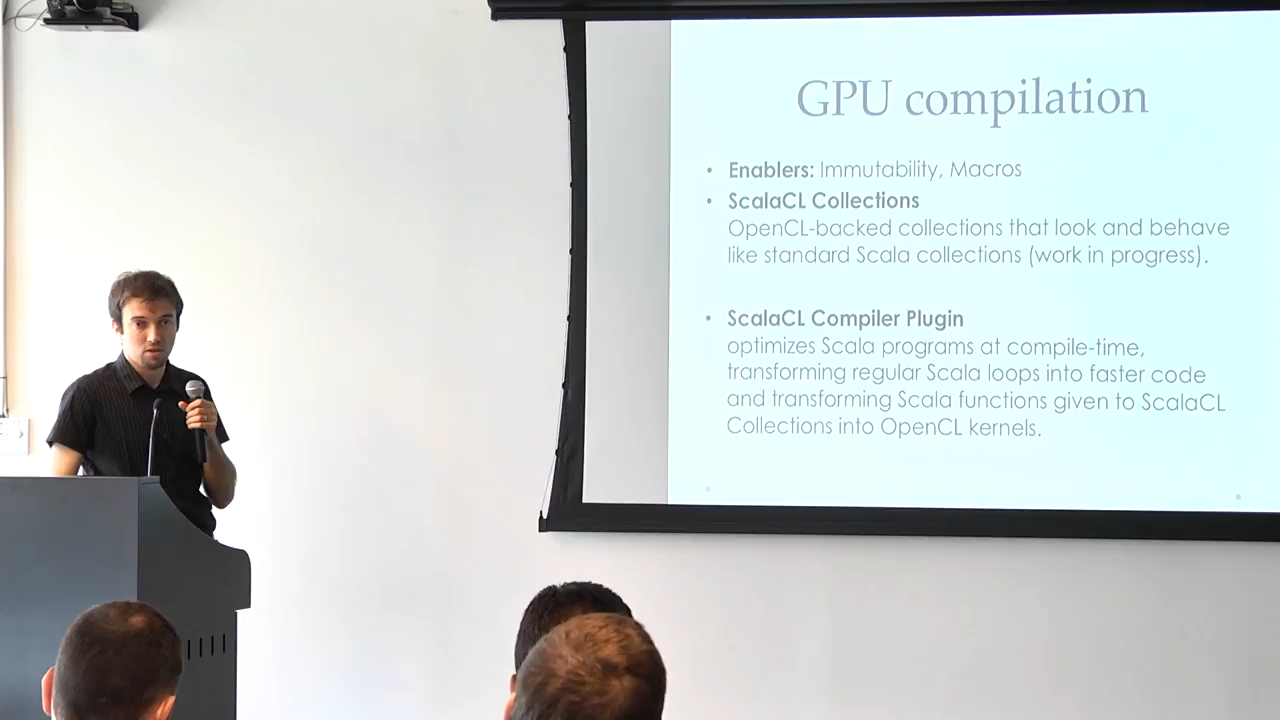 GPU compilation
• Enablers: Immutability, Macros
• ScalaCL Collections
OpenCL-backed collections that look and behave
like standard Scala collections (work in progress).
• ScalaCL Compiler Plugin
optimizes Scala programs at compile-time,
transforming regular Scala loops into faster code
and transforming Scala functions given to ScalaCL
Collections into OpenCL kernels.